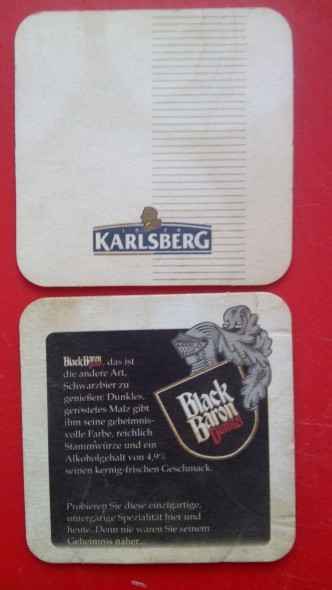 1878
KARLSBERG
Black Baron, das ist
die andere Art,
Schwarzbier zu
genießen: Dunkles,
geröstetes Malz gibt
ihm seine geheimnis-
volle Farbe, reichlich
Stammwürze und ein
Alkoholgehalt von 4,9%
seinen kernig-frischen Geschmack.
Black
Baron
Dunkel
Probieren Sie diese einzigartige,
untergärige Spezialität hier und
heute. Denn nie waren Sie seinem
Geheimnis näher...